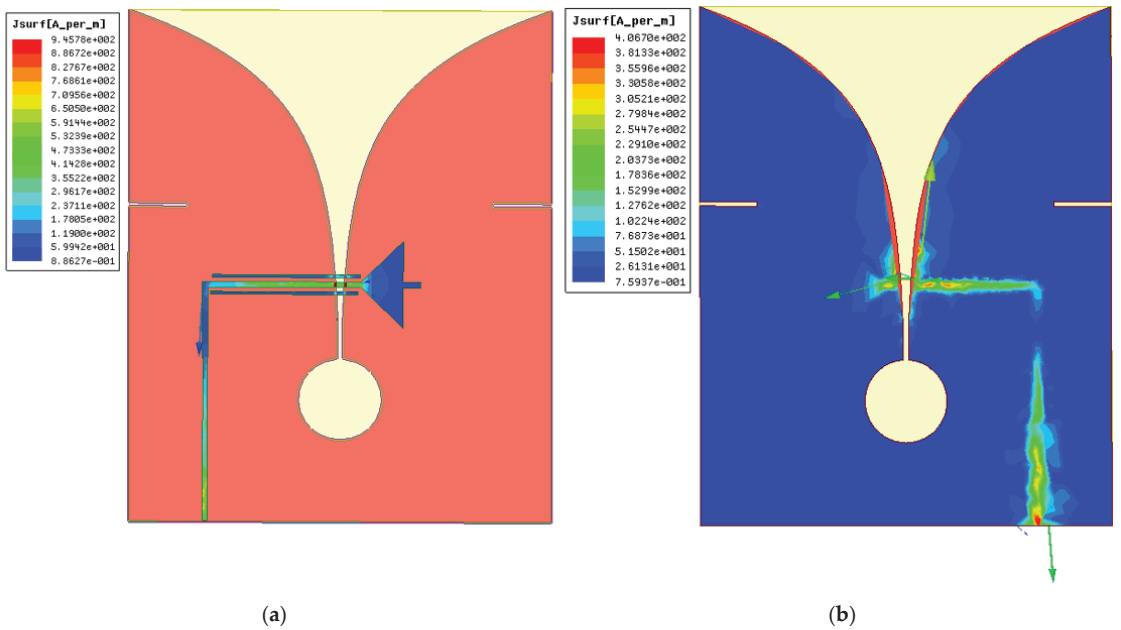 Jsurf[A_per_m]
9.4578e+002
8.8672e+002
8.2767e+002
7.6861e+002
7.0956e+002
6.5050e+002
5.9144e+002
5.3239e+002
4.7333e+002
4.1428e+002
3.5522e+002
2.9617e+002
2.3711e+002
1.7805e+002
1.1900e+002
5.9942e+001
8.8627e-001
Jsurf[A_per_m]
4.0670e+002
3.8133e+002
3.5596e+002
3.3058e+002
3.0521e+002
2.7984e+002
2.5447e+002
2.2910e+002
2.0373e+002
1.7836e+002
1.5299e+002
1.2762e+002
1.0224e+002
7.6873e+001
5.1502e+001
2.6131e+001
7.5937e-001
(a)
(b)